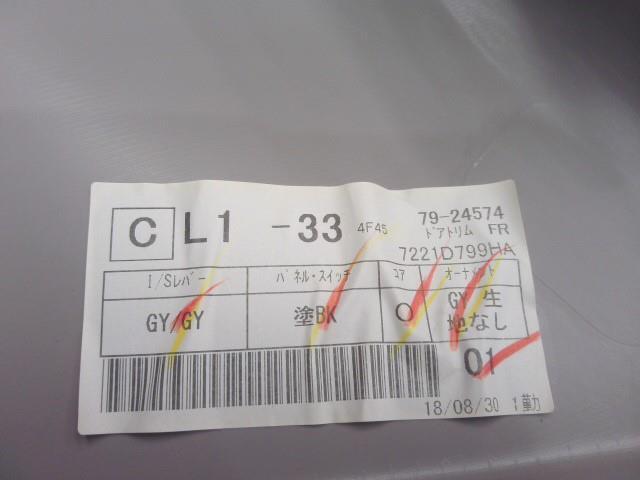 C L1 -33 4F45 79-24574
ドアトリム FR
7221D799HA
I/Sレバー パネル・スイッチ コア オーナメント
GY/GY 塗BK O GY 生地なし
01
18/08/30 1勤